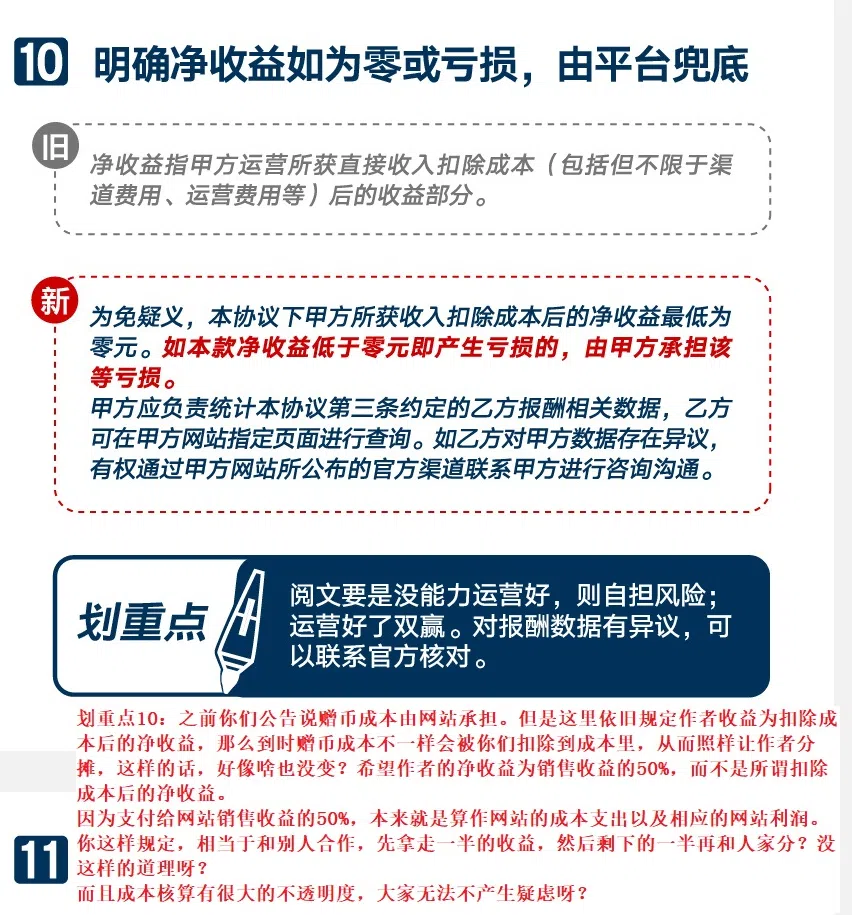 10 明确净收益如为零或亏损，由平台兜底
旧
净收益指甲方运营所获直接收入扣除成本（包括但不限于渠
道费用、运营费用等）后的收益部分。
新
为免疑义，本协议下甲方所获收入扣除成本后的净收益最低为
零元。如本款净收益低于零元即产生亏损的，由甲方承担该
等亏损。
甲方应负责统计本协议第三条约定的乙方报酬相关数据，乙方
可在甲方网站指定页面进行查询。如乙方对甲方数据存在异议，
有权通过甲方网站所公布的官方渠道联系甲方进行咨询沟通。
划重点
阅文要是没能力运营好，则自担风险；
运营好了双赢。对报酬数据有异议，可
以联系官方核对。
划重点10：之前你们公告说赠币成本由网站承担。但是这里依旧规定作者收益为扣除成
本后的净收益，那么到时赠币成本不一样会被你们扣除到成本里，从而照样让作者分
摊，这样的话，好像啥也没变？希望作者的净收益为销售收益的50%，而不是所谓扣除
成本后的净收益。
因为支付给网站销售收益的50%，本来就是算作网站的成本支出以及相应的网站利润。
你这样规定，相当于和别人合作，先拿走一半的收益，然后剩下的一半再和人家分？没
这样的道理呀？
而且成本核算有很大的不透明度，大家无法不产生疑虑呀？
11